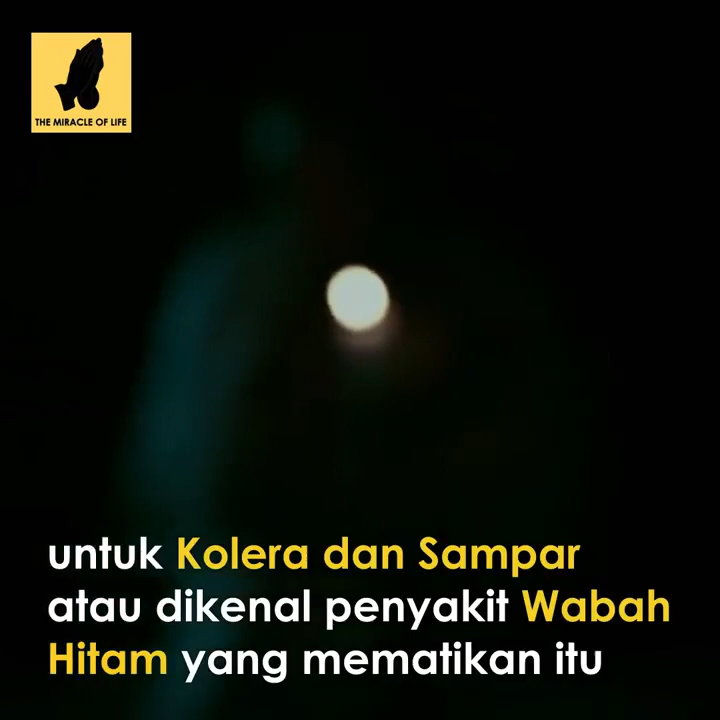 THE MIRACLE OF LIFE
untuk Kolera dan Sampar
atau dikenal penyakit Wabah
Hitam yang mematikan itu